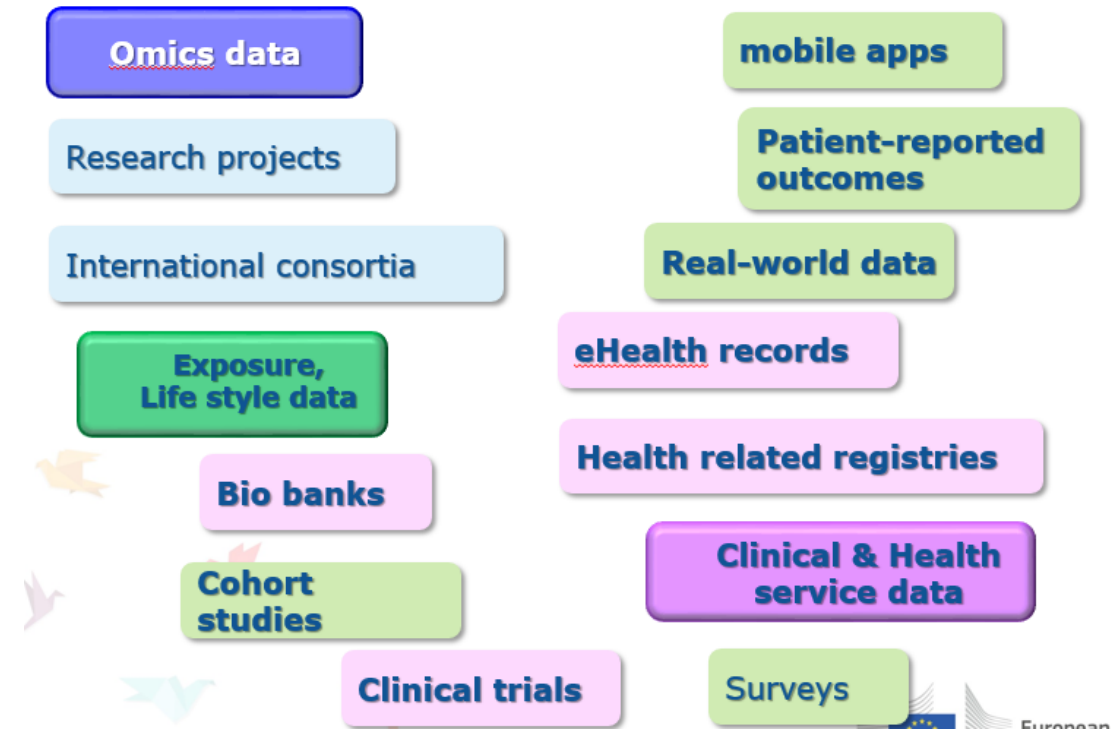 Omics data
mobile apps
Research projects
Patient-reported
outcomes
International consortia
Real-world data
Exposure,
Life style data
eHealth records
Health related registries
Bio banks
Clinical & Health
service data
Cohort
studies
Clinical trials
Surveys
European